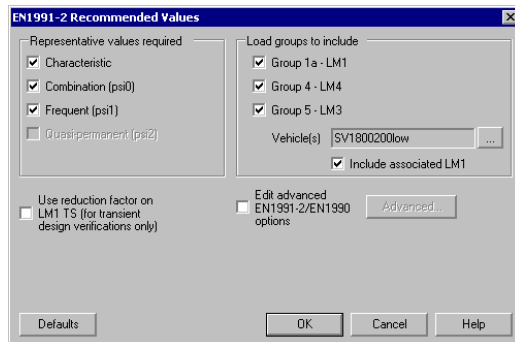 EN1991-2 Recommended Values
Representative values required
Characteristic
Combination (psi0)
Frequent (psi1)
Quasi-permanent (psi2)
Load groups to include
Group 1a - LM1
Group 4 - LM4
Group 5 - LM3
Vehicle(s) SV1800200low ...
Include associated LM1
Use reduction factor on
LM1 TS (for transient
design verifications only)
Edit advanced
EN1991-2/EN1990
options
Advanced...
Defaults OK Cancel Help